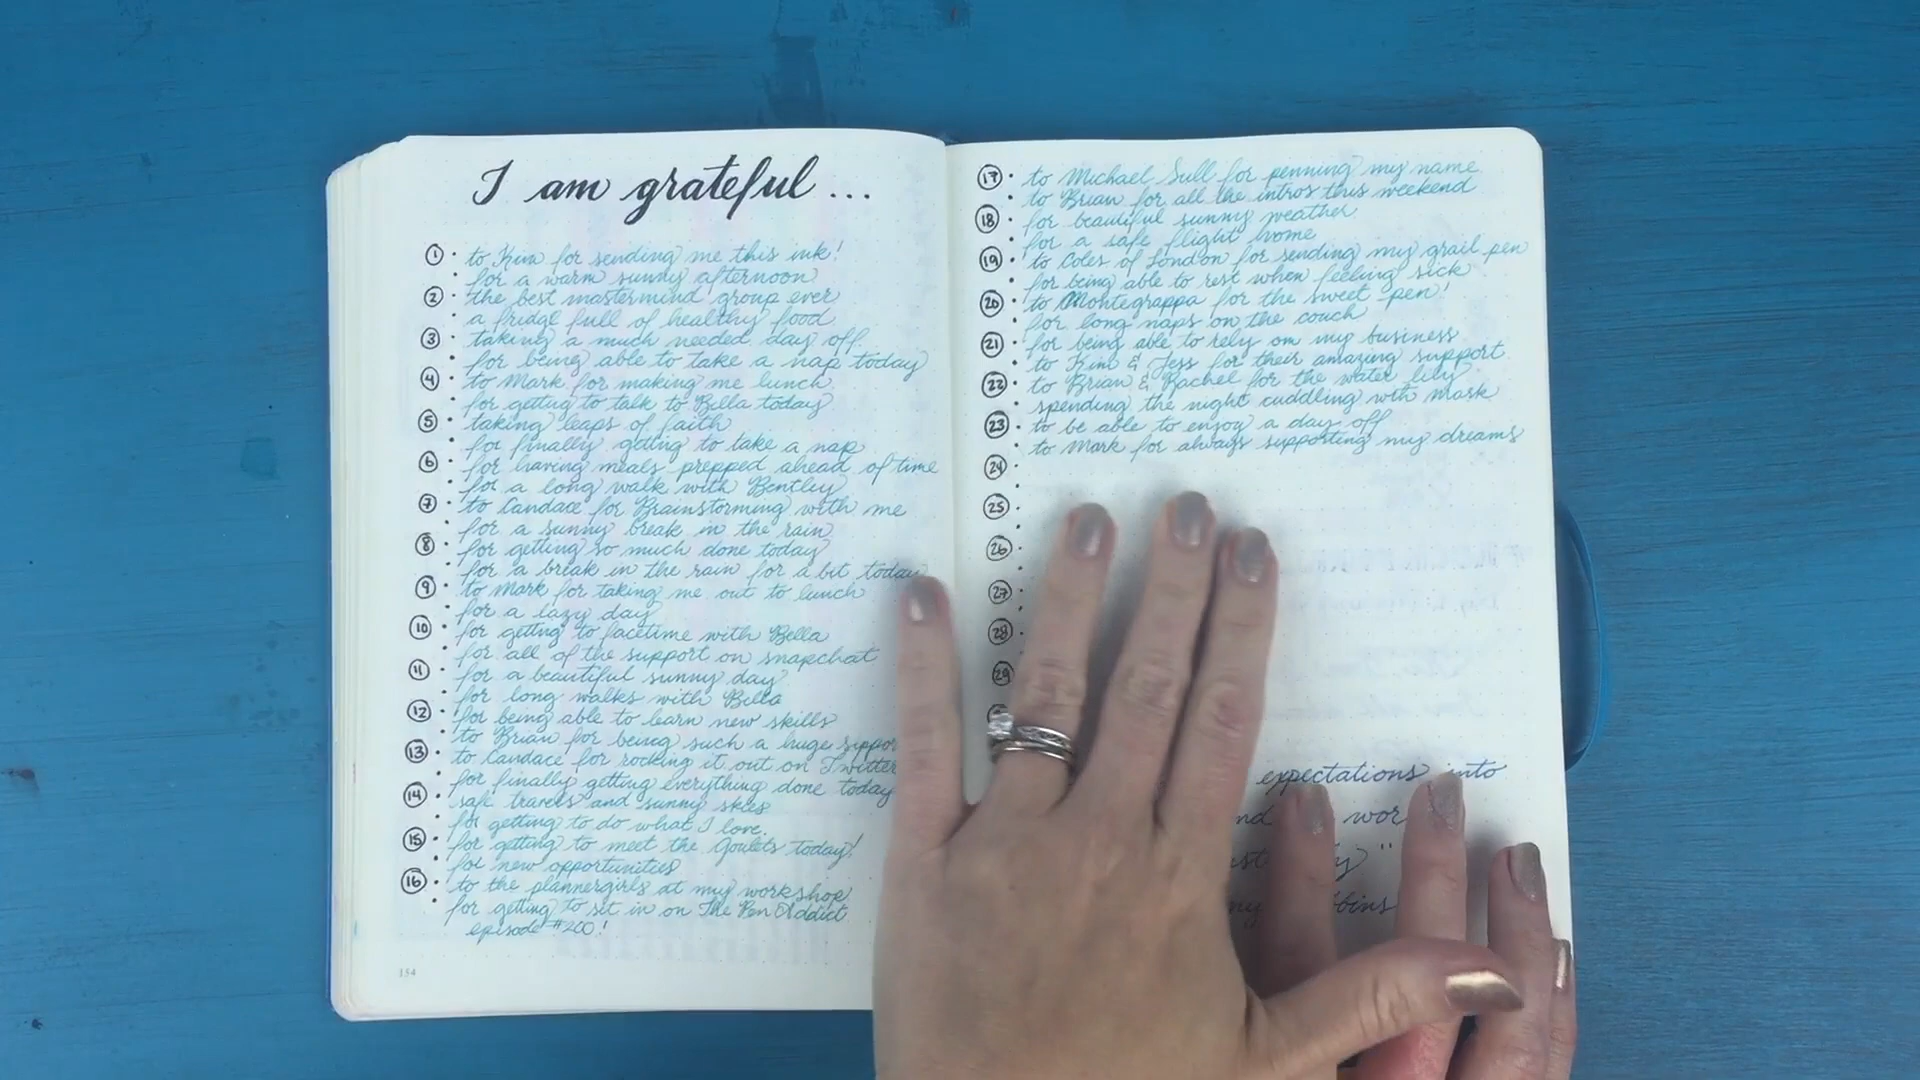 I am grateful ...
1 · to Kim for sending me this ink!
for a warm sunny afternoon
2 · the best mastermind group ever
a fridge full of healthy food
3 · taking a much needed day off.
for being able to take a nap today
4 · to Mark for making me lunch
for getting to talk to Bella today
5 · taking leaps of faith
for finally getting to take a nap
6 · for having meals prepped ahead of time
for a long walk with Bentley
7 · to Candace for Brainstorming with me
for a sunny break in the rain
8 · for getting so much done today
for a break in the rain for a bit today
9 · to Mark for taking me out to lunch
for a lazy day
10 · for getting to facetime with Bella
for all of the support on snapchat
11 · for a beautiful sunny day
for long walks with Bella
12 · for being able to learn new skills
to Brian for being such a huge suppor
13 · to Candace for rocking it out on Twitter
for finally getting everything done today
14 · safe travels and sunny skies
for getting to do what I love.
15 · for getting to meet the Goulets today!
for new opportunities
16 · to the plannergirls at my workshop
for getting to sit in on The Pen Addict
episode #200!
154
17 · to Michael Sull for penning my name
to Brian for all the intros this weekend
18 · for beautiful sunny weather
for a safe flight home
19 · to Coles of London for sending my grail pen
for being able to rest when feeling sick
20 · to Montegrappa for the sweet pen!
for long naps on the couch
21 · for being able to rely on my business
to Kim & Jess for their amazing support
22 · to Brian & Rachel for the water lily
spending the night cuddling with Mark
23 · to be able to enjoy a day off
to Mark for always supporting my dreams
24 ·
25 ·
26 ·
27 ·
28 ·
29
expectations into